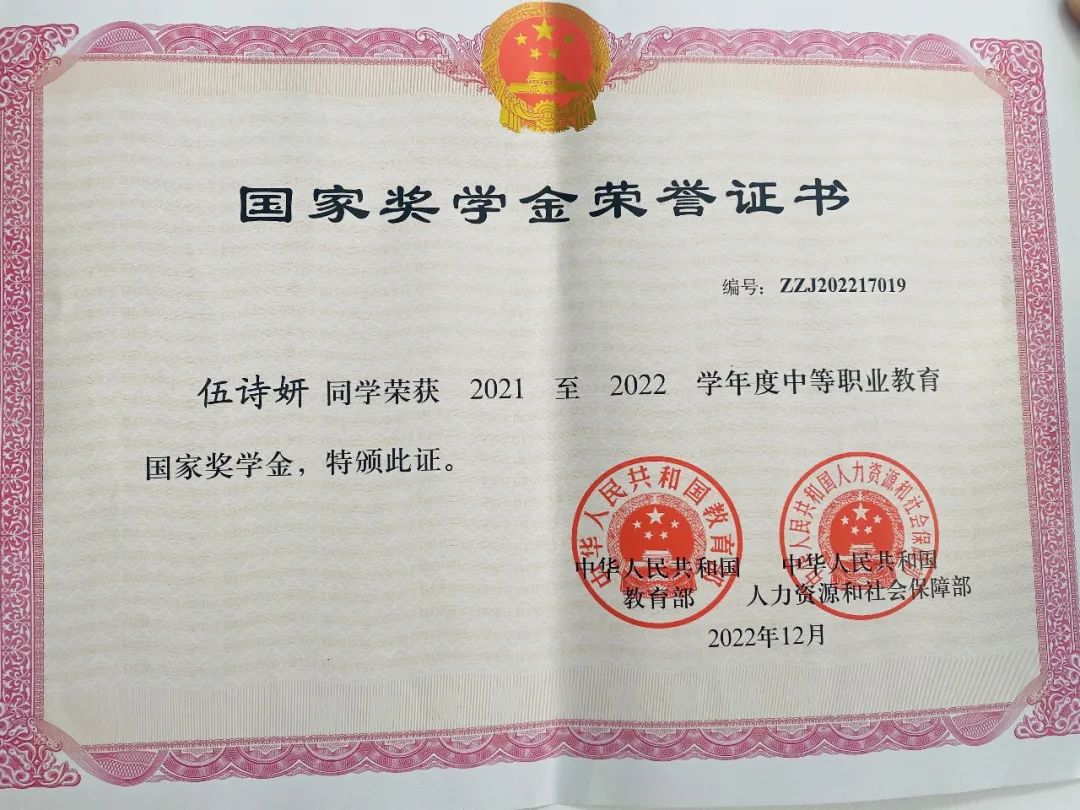 国家奖学金荣誉证书
编号：ZZJ202217019
伍诗妍 同学荣获 2021 至 2022 学年度中等职业教育
国家奖学金，特颁此证。
中华人民共和国教育部
中华人民共和国人力资源和社会保障部
中华人民共和国
教育部
中华人民共和国
人力资源和社会保障部
2022年12月